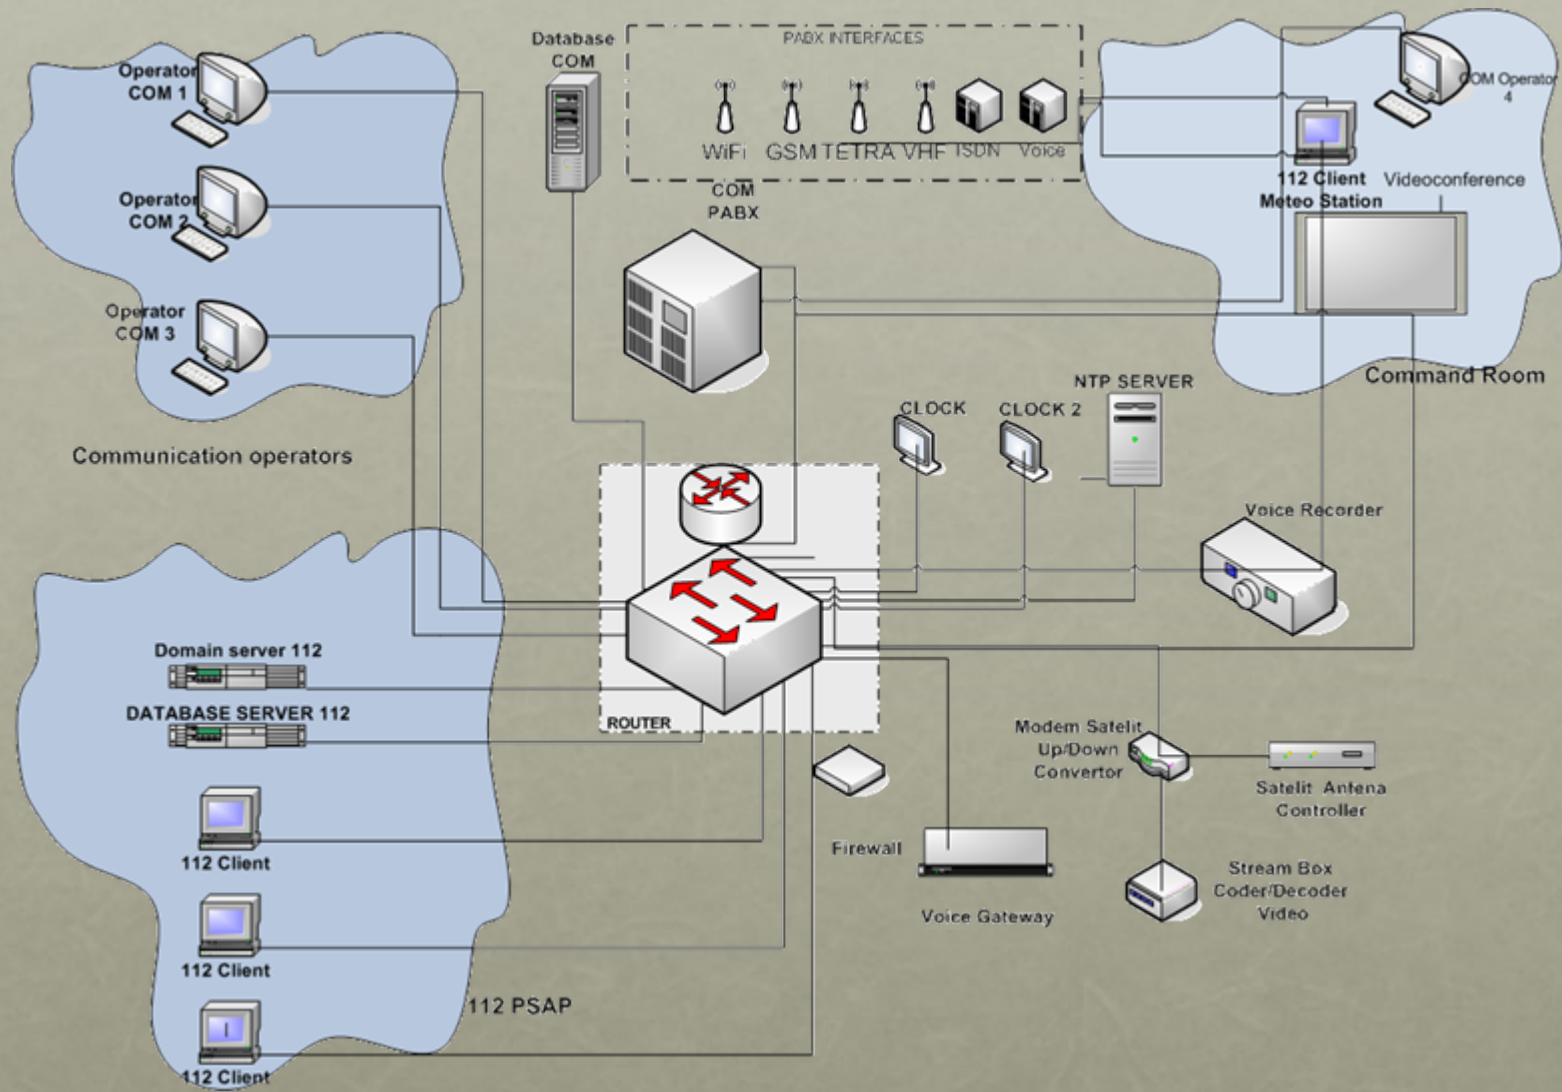 Operator
COM 1
Operator
COM 2
Operator
COM 3
Communication operators
Database
COM
PABX INTERFACES
WiFi
GSM
TETRA
VHF
ISDN
Voice
COM
PABX
COM Operator
4
112 Client
Meteo Station
Videoconference
Command Room
CLOCK
CLOCK 2
NTP SERVER
Voice Recorder
ROUTER
Domain server 112
DATABASE SERVER 112
112 Client
112 Client
112 Client
112 PSAP
Firewall
Voice Gateway
Modem Satelit
Up/Down
Convertor
Satelit Antena
Controller
Stream Box
Coder/Decoder
Video